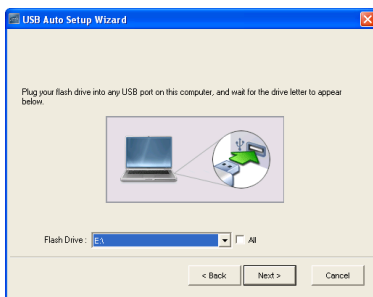 USB Auto Setup Wizard
Plug your flash drive into any USB port on this computer, and wait for the drive letter to appear
below.
Flash Drive : E:\ All
< Back Next > Cancel